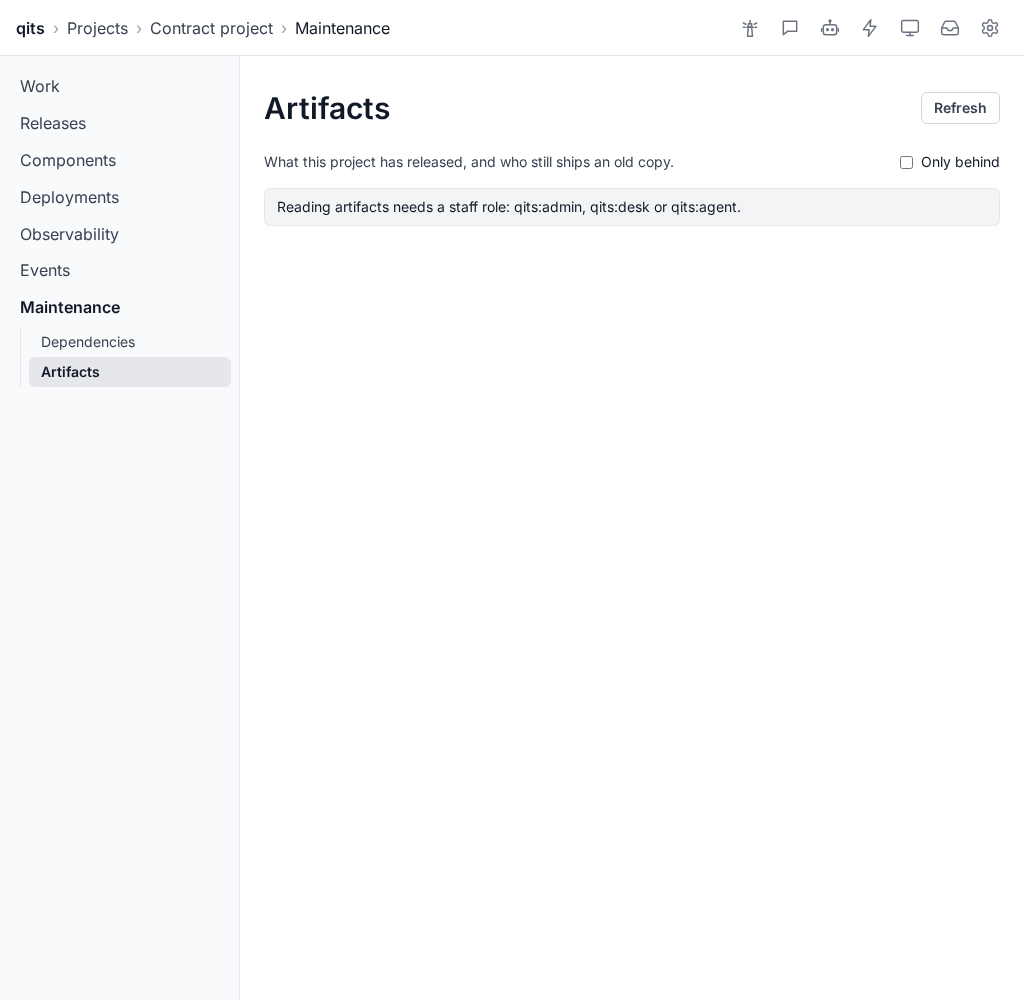 qits › Projects › Contract project › Maintenance
Work
Releases
Components
Deployments
Observability
Events
Maintenance
Dependencies
Artifacts
Artifacts
Refresh
What this project has released, and who still ships an old copy.
Only behind
Reading artifacts needs a staff role: qits:admin, qits:desk or qits:agent.